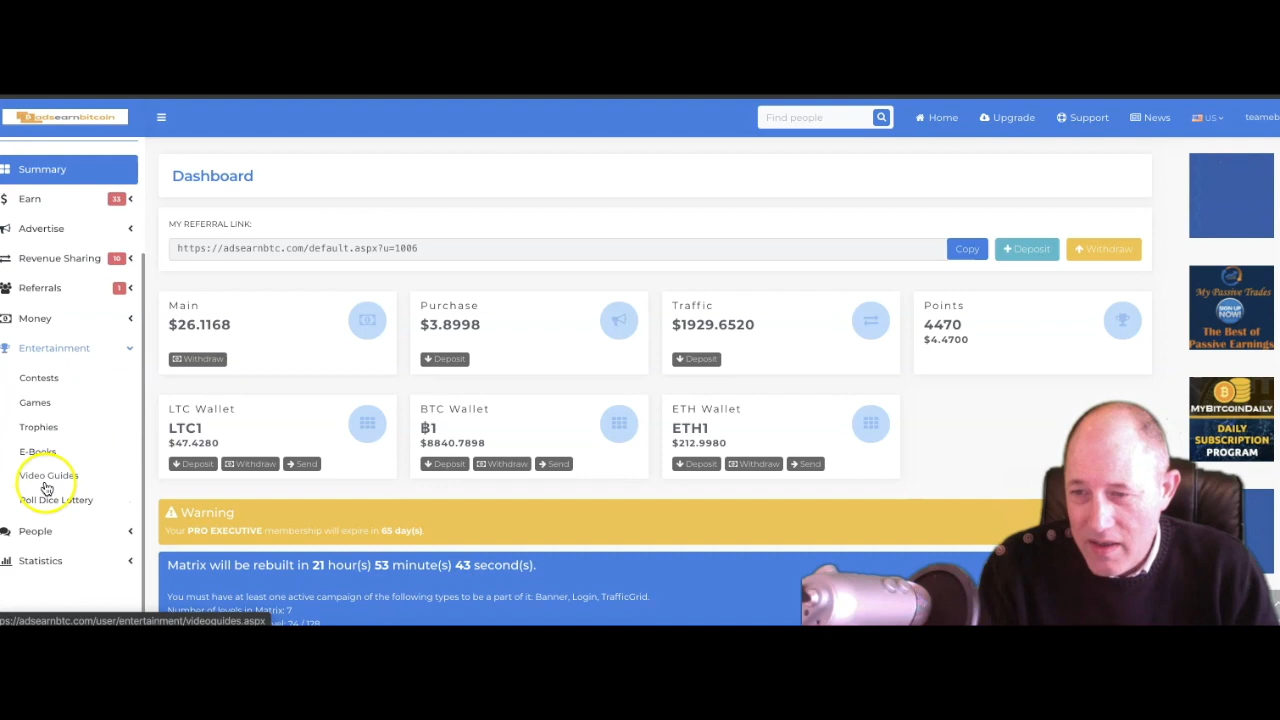 adsearnbitcoin
Find people
Home
Upgrade
Support
News
US
teameb
Summary
Earn 33
Advertise
Revenue Sharing 10
Referrals 1
Money
Entertainment
Contests
Games
Trophies
E-Books
Video Guides
Roll Dice Lottery
People
Statistics
ps://adsearnbtc.com/user/entertainment/videoguides.aspx
Dashboard
MY REFERRAL LINK:
https://adsearnbtc.com/default.aspx?u=1006
Copy
Deposit
Withdraw
Main
$26.1168
Withdraw
Purchase
$3.8998
Deposit
Traffic
$1929.6520
Deposit
Points
4470
$4.4700
LTC Wallet
LTC1
$47.4280
Deposit Withdraw Send
BTC Wallet
฿1
$8840.7898
Deposit Withdraw Send
ETH Wallet
ETH1
$212.9980
Deposit Withdraw Send
Warning
Your PRO EXECUTIVE membership will expire in 65 day(s).
Matrix will be rebuilt in 21 hour(s) 53 minute(s) 43 second(s).
You must have at least one active campaign of the following types to be a part of it: Banner, Login, TrafficGrid.
Number of levels in Matrix: 7
My Passive Trades
SIGN UP
NOW!
The Best of
Passive Earnings
MYBITCOINDAILY
DAILY
SUBSCRIPTION
PROGRAM